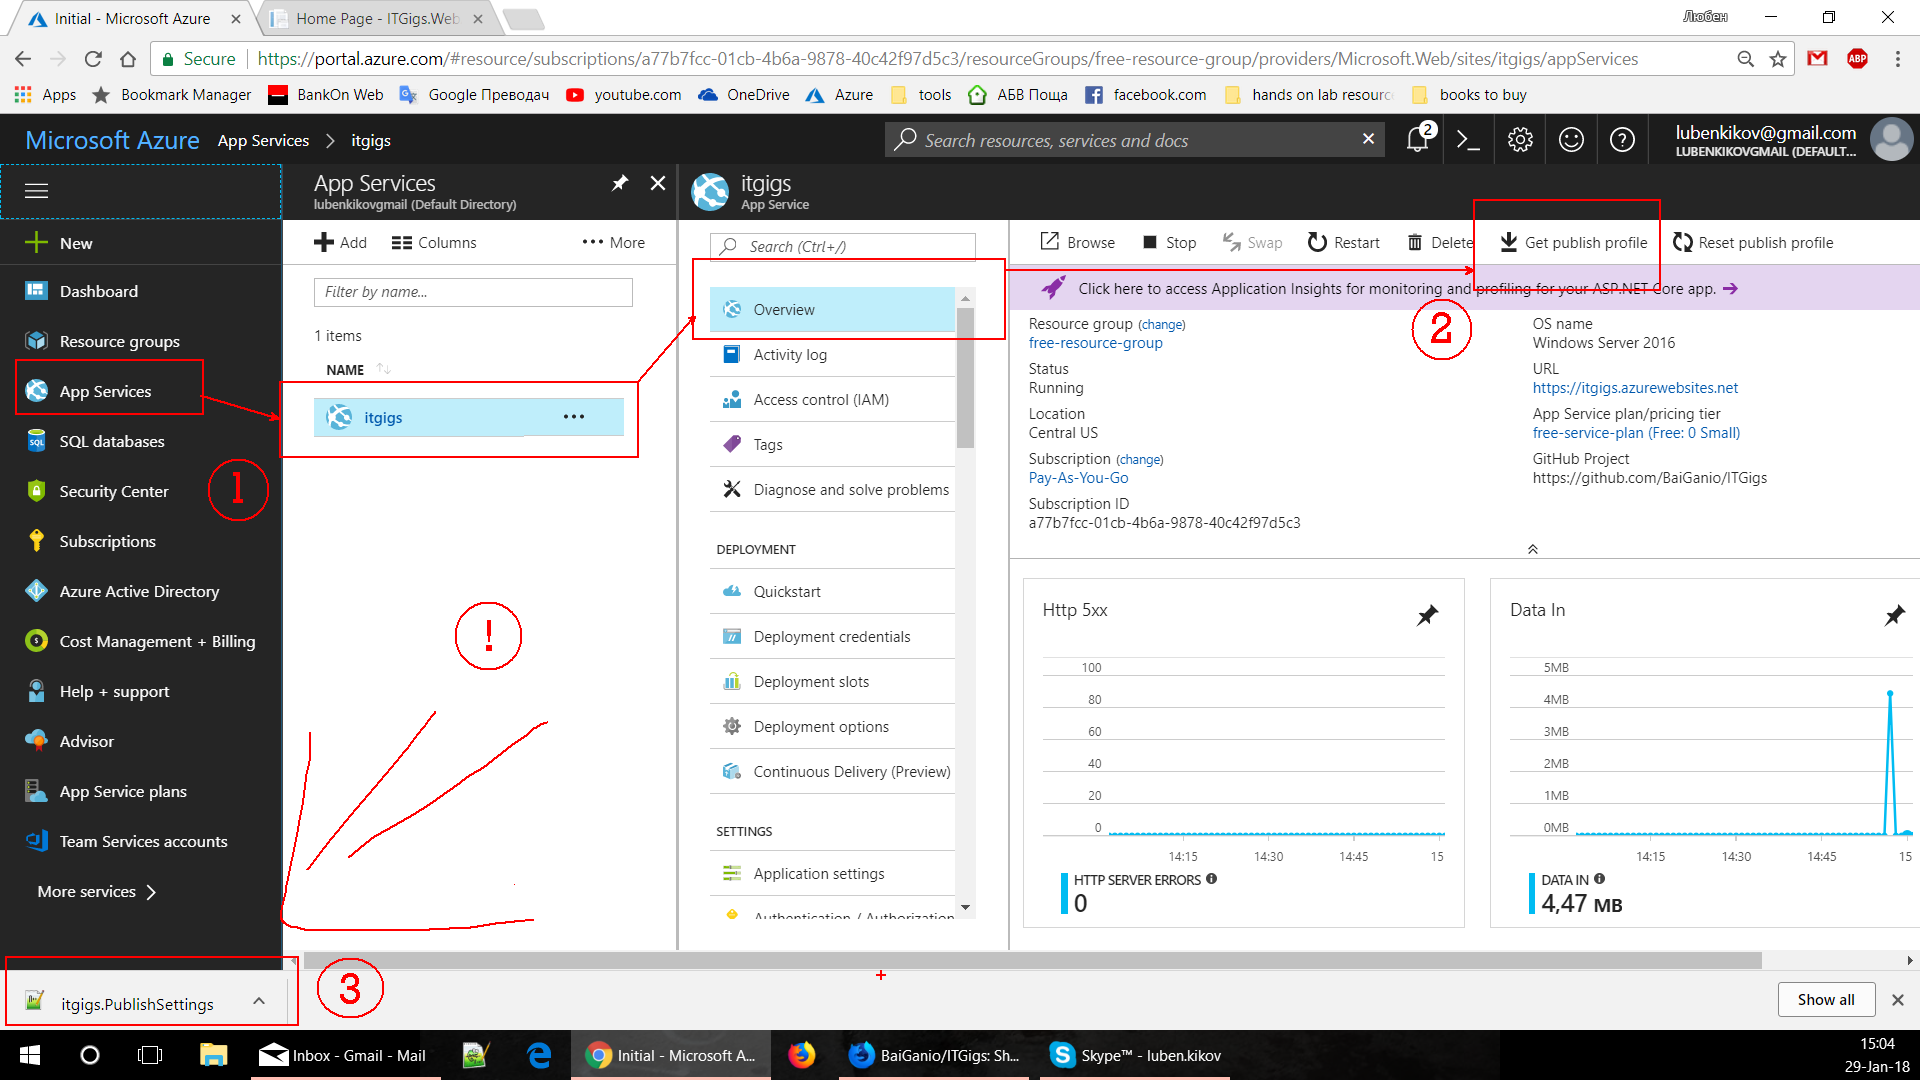 Initial - Microsoft Azure
Home Page - ITGigs.Web
Любен
Secure
https://portal.azure.com/#resource/subscriptions/a77b7fcc-01cb-4b6a-9878-40c42f97d5c3/resourceGroups/free-resource-group/providers/Microsoft.Web/sites/itgigs/appServices
ABP
Apps
Bookmark Manager
BankOn Web
Google Преводач
youtube.com
OneDrive
Azure
tools
АБВ Поща
facebook.com
hands on lab resourc
books to buy
Microsoft Azure
App Services
itgigs
Search resources, services and docs
2
lubenkikov@gmail.com
LUBENKIKOVGMAIL (DEFAULT...
New
Dashboard
Resource groups
App Services
SQL databases
Security Center
Subscriptions
Azure Active Directory
Cost Management + Billing
Help + support
Advisor
App Service plans
Team Services accounts
More services
1
App Services
lubenkikovgmail (Default Directory)
Add
Columns
More
Filter by name...
1 items
NAME
itgigs
!
itgigs
App Service
Search (Ctrl+/)
Overview
Activity log
Access control (IAM)
Tags
Diagnose and solve problems
DEPLOYMENT
Quickstart
Deployment credentials
Deployment slots
Deployment options
Continuous Delivery (Preview)
SETTINGS
Application settings
Authentication / Authorization
Browse
Stop
Swap
Restart
Delete
Get publish profile
Reset publish profile
Click here to access Application Insights for monitoring and profiling for your ASP.NET Core app.
2
Resource group (change)
free-resource-group
Status
Running
Location
Central US
Subscription (change)
Pay-As-You-Go
Subscription ID
a77b7fcc-01cb-4b6a-9878-40c42f97d5c3
OS name
Windows Server 2016
URL
https://itgigs.azurewebsites.net
App Service plan/pricing tier
free-service-plan (Free: 0 Small)
GitHub Project
https://github.com/BaiGanio/ITGigs
Http 5xx
100
80
60
40
20
0
14:15
14:30
14:45
15
HTTP SERVER ERRORS
0
Data In
5MB
4MB
3MB
2MB
1MB
0MB
14:15
14:30
14:45
15
DATA IN
4,47 MB
itgigs.PublishSettings
3
Show all
Inbox - Gmail - Mail
Initial - Microsoft A...
BaiGanio/ITGigs: Sh...
Skype™ - luben.kikov
15:04
29-Jan-18